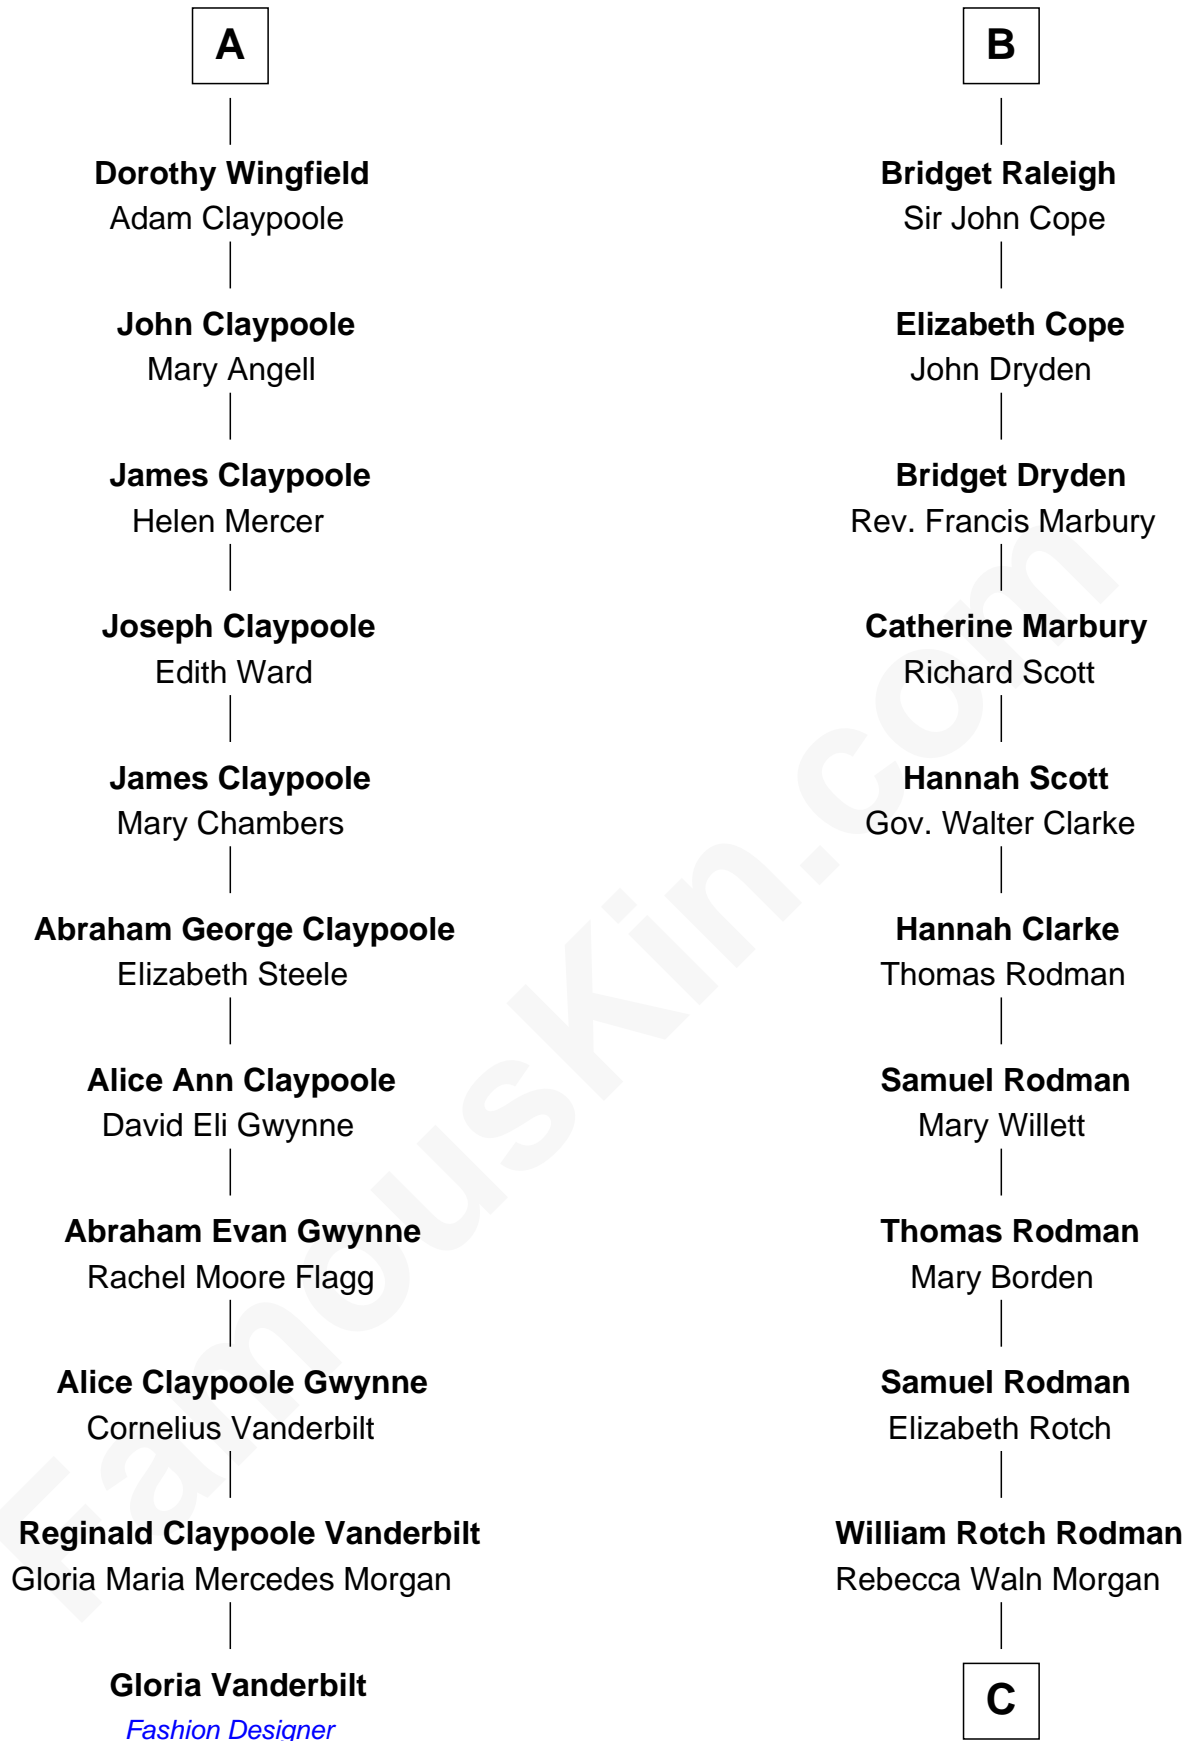 A
Dorothy Wingfield
Adam Claypoole
John Claypoole
Mary Angell
James Claypoole
Helen Mercer
Joseph Claypoole
Edith Ward
James Claypoole
Mary Chambers
Abraham George Claypoole
Elizabeth Steele
Alice Ann Claypoole
David Eli Gwynne
Abraham Evan Gwynne
Rachel Moore Flagg
Alice Claypoole Gwynne
Cornelius Vanderbilt
Reginald Claypoole Vanderbilt
Gloria Maria Mercedes Morgan
Gloria Vanderbilt
Fashion Designer
B
Bridget Raleigh
Sir John Cope
Elizabeth Cope
John Dryden
Bridget Dryden
Rev. Francis Marbury
Catherine Marbury
Richard Scott
Hannah Scott
Gov. Walter Clarke
Hannah Clarke
Thomas Rodman
Samuel Rodman
Mary Willett
Thomas Rodman
Mary Borden
Samuel Rodman
Elizabeth Rotch
William Rotch Rodman
Rebecca Waln Morgan
C
FamousKin.com